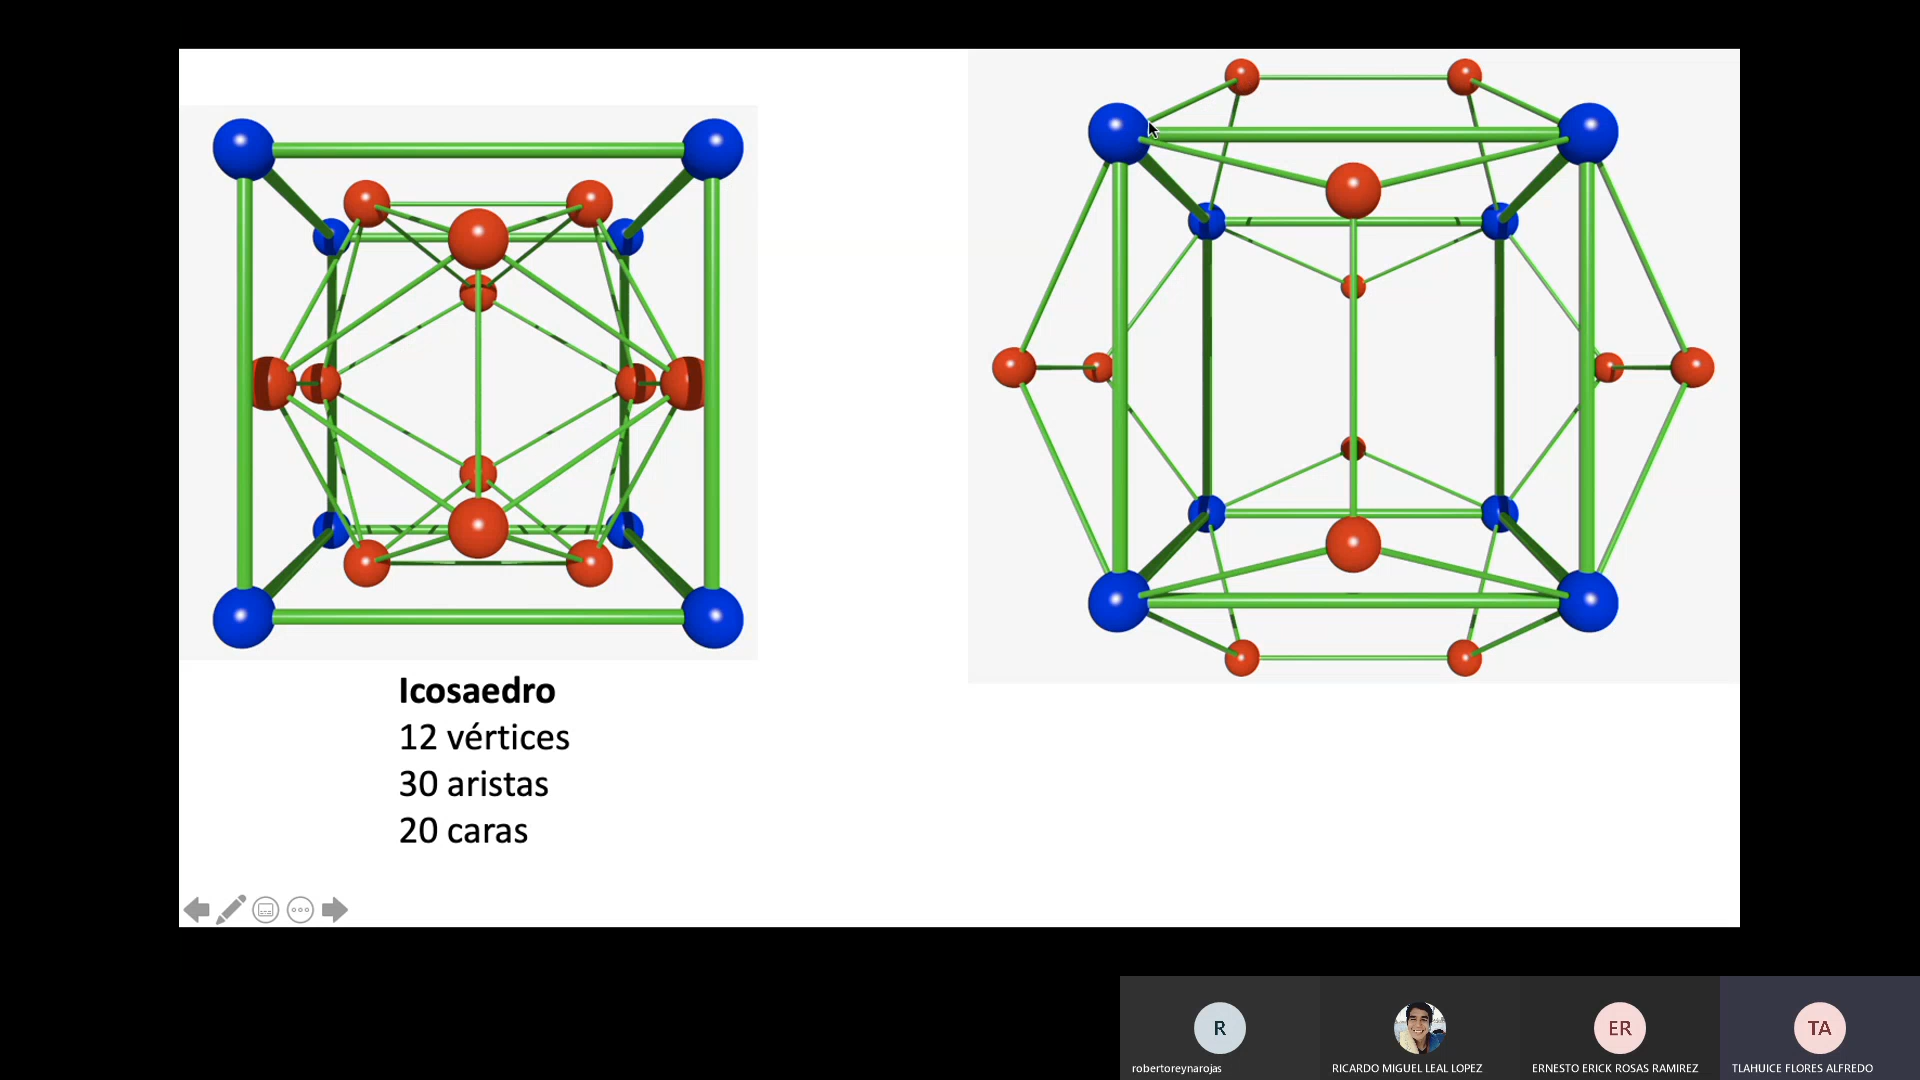 Icosaedro
12 vértices
30 aristas
20 caras
R
ER
TA
robertoreynarojas
RICARDO MIGUEL LEAL LOPEZ
ERNESTO ERICK ROSAS RAMIREZ
TLAHUICE FLORES ALFREDO